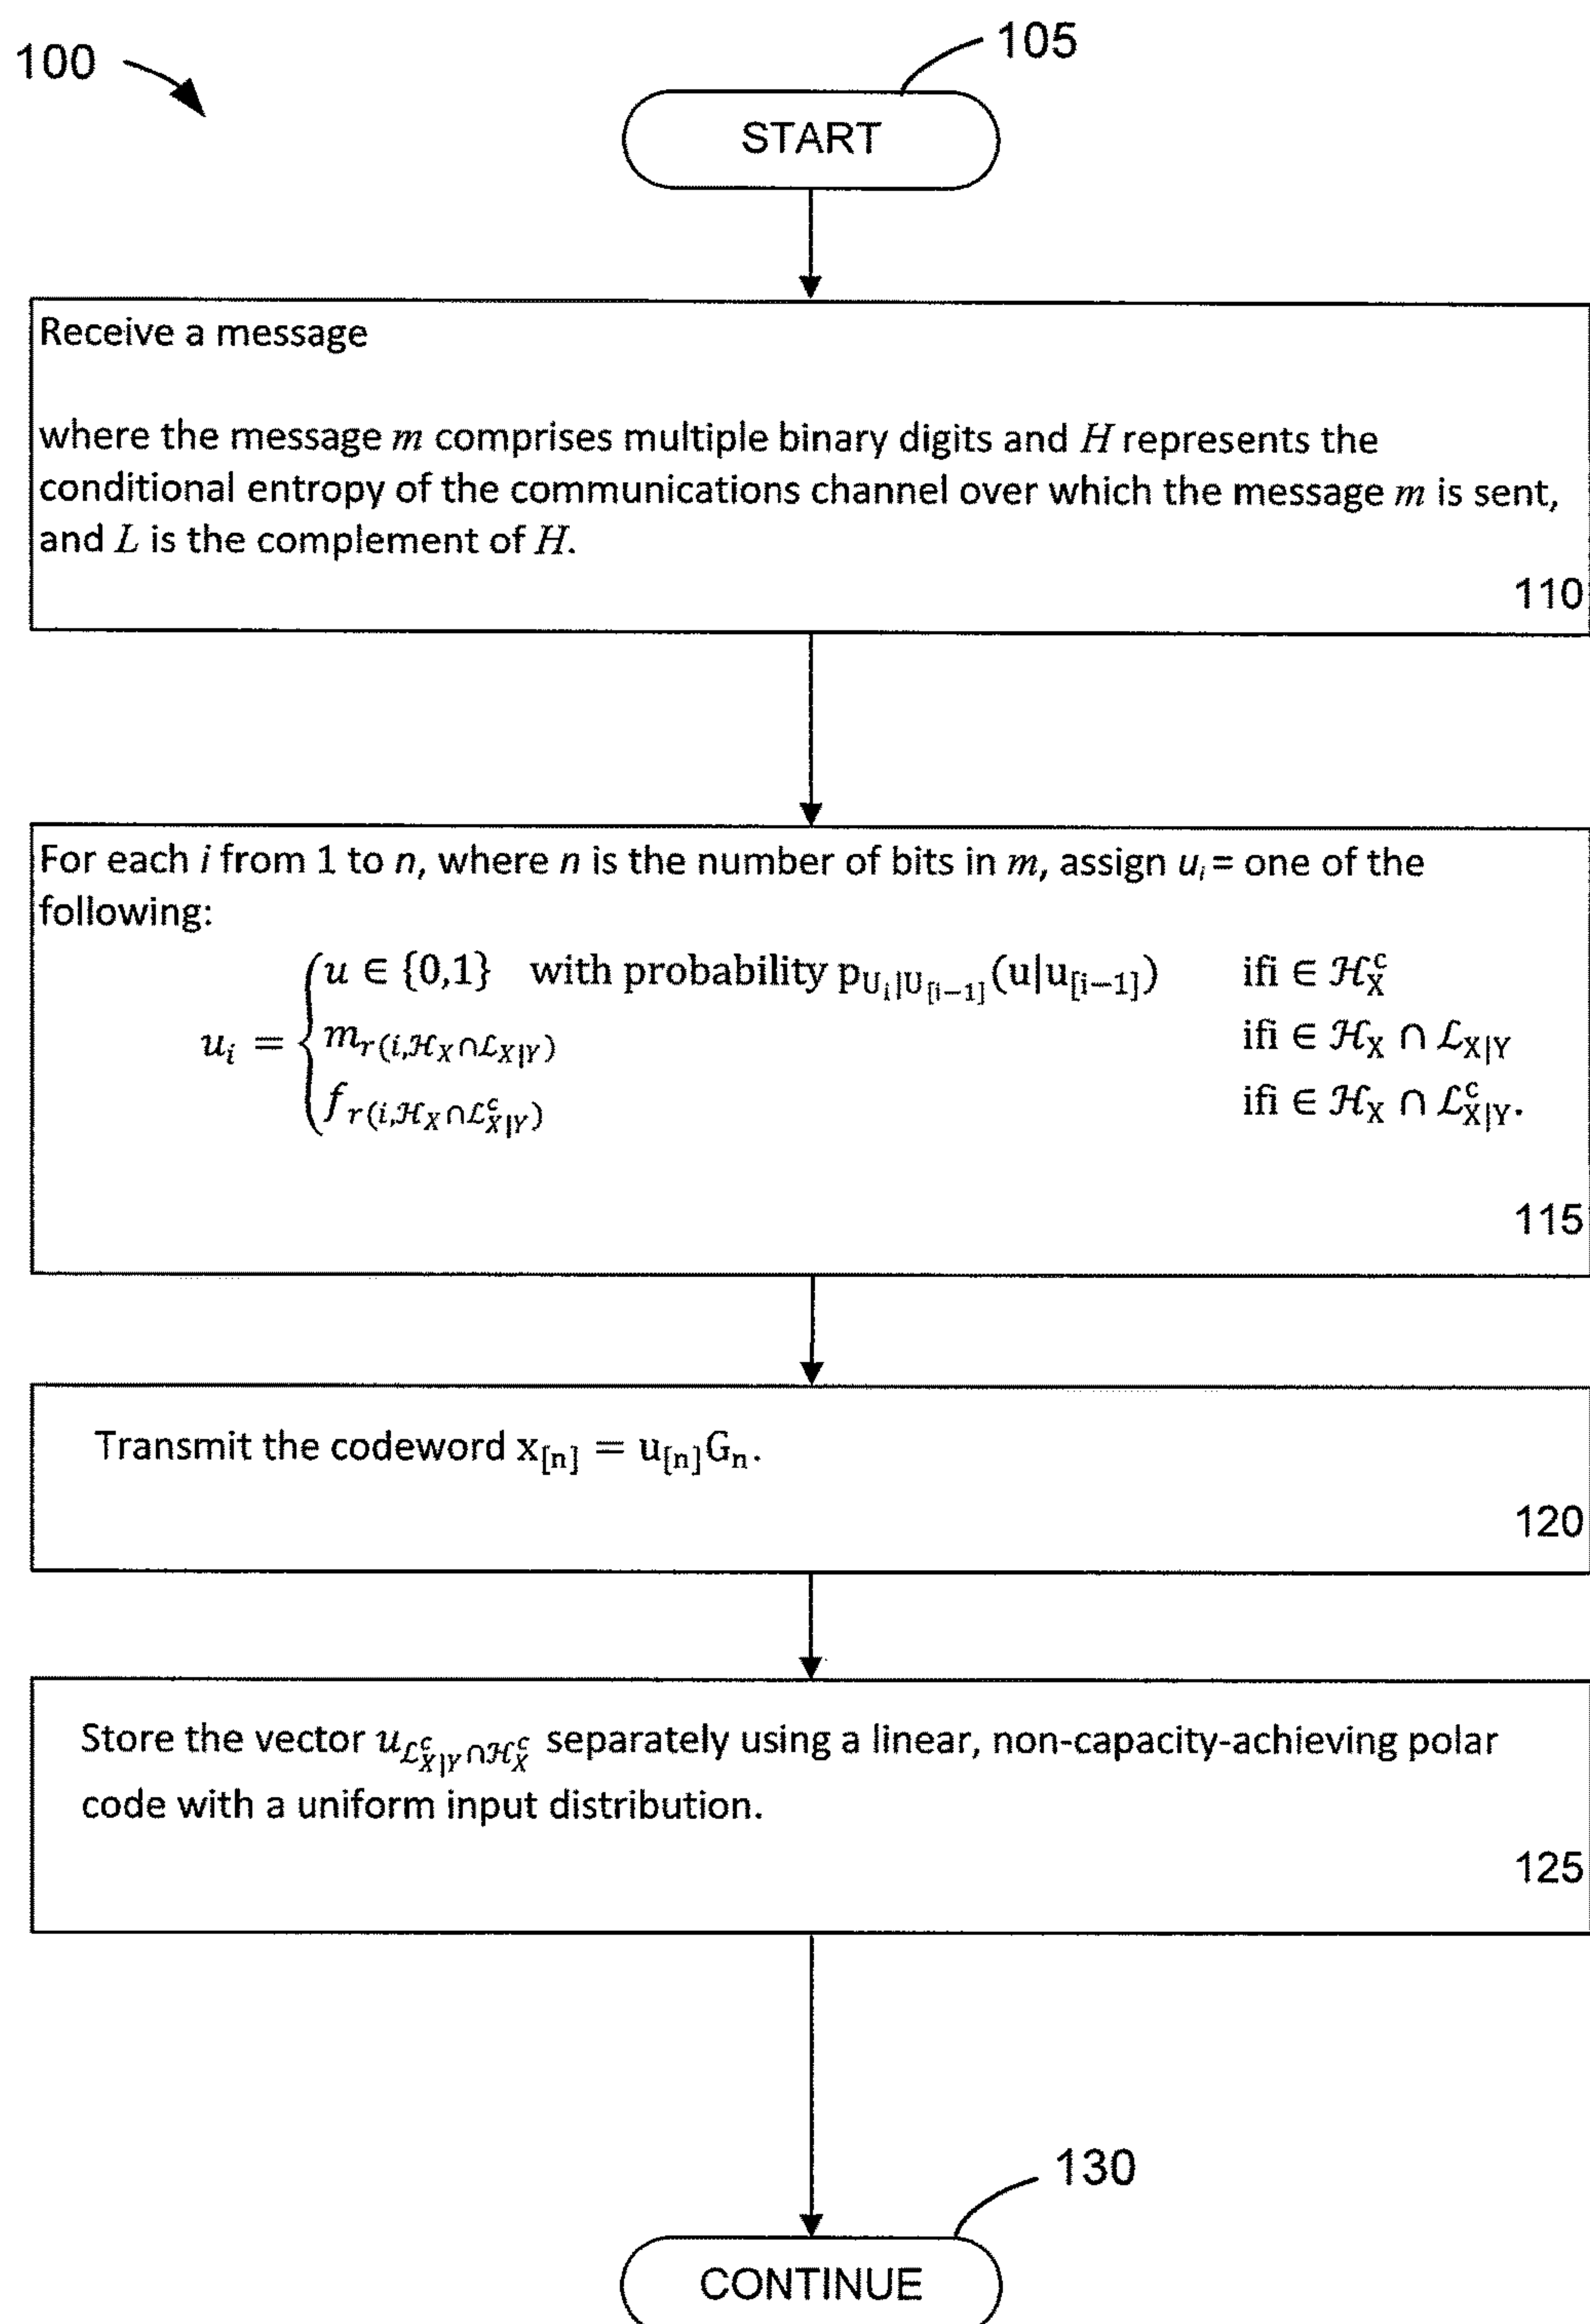 100
105
START
Receive a message
where the message m comprises multiple binary digits and H represents the
conditional entropy of the communications channel over which the message m is sent,
and L is the complement of H.
110
For each i from 1 to n, where n is the number of bits in m, assign uᵢ = one of the
following:
u ∈ {0,1} with probability p_{U_i|U_{[i−1]}}(u|u_{[i−1]}) ifi ∈ ℋ_X^c
u_i = { m_{r(i,ℋ_X∩ℒ_{X|Y})} ifi ∈ ℋ_X ∩ ℒ_{X|Y}
f_{r(i,ℋ_X∩ℒ_{X|Y}^c)} ifi ∈ ℋ_X ∩ ℒ_{X|Y}^c.
115
Transmit the codeword x_{[n]} = u_{[n]}G_n.
120
Store the vector u_{ℒ_{X|Y}^c∩ℋ_X^c} separately using a linear, non-capacity-achieving polar
code with a uniform input distribution.
125
130
CONTINUE